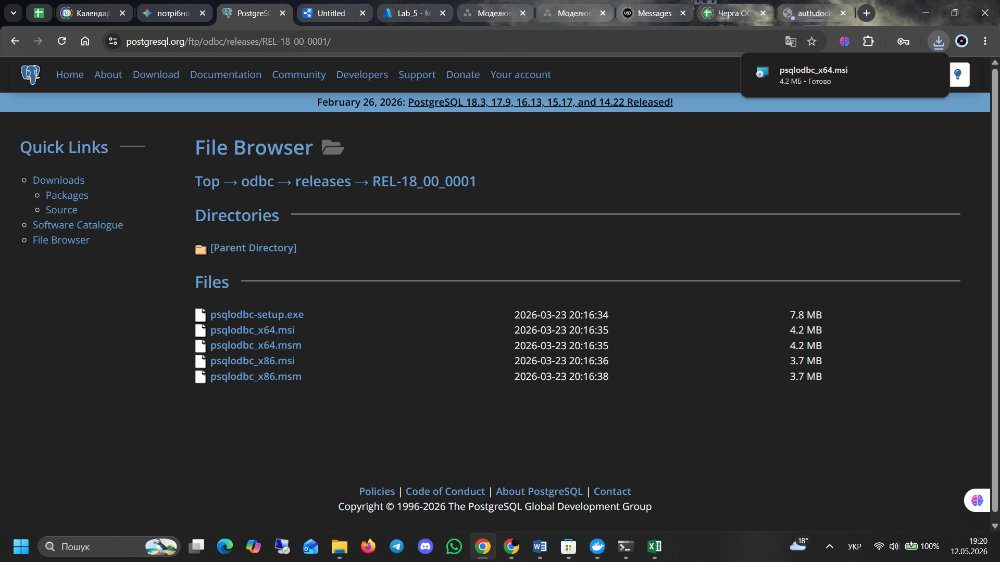 Календар
потрібно
PostgreSQ
Untitled -
Lab_5 - M
Моделюв
Моделюв
Messages
Черга ОС
auth.dock
postgresql.org/ftp/odbc/releases/REL-18_00_0001/
psqlodbc_x64.msi
4,2 МБ • Готово
Home
About
Download
Documentation
Community
Developers
Support
Donate
Your account
February 26, 2026: PostgreSQL 18.3, 17.9, 16.13, 15.17, and 14.22 Released!
Quick Links
Downloads
Packages
Source
Software Catalogue
File Browser
File Browser
Top → odbc → releases → REL-18_00_0001
Directories
[Parent Directory]
Files
psqlodbc-setup.exe 2026-03-23 20:16:34 7.8 MB
psqlodbc_x64.msi 2026-03-23 20:16:35 4.2 MB
psqlodbc_x64.msm 2026-03-23 20:16:35 4.2 MB
psqlodbc_x86.msi 2026-03-23 20:16:36 3.7 MB
psqlodbc_x86.msm 2026-03-23 20:16:38 3.7 MB
Policies | Code of Conduct | About PostgreSQL | Contact
Copyright © 1996-2026 The PostgreSQL Global Development Group
Пошук
18°
УКР
100%
19:20
12.05.2026